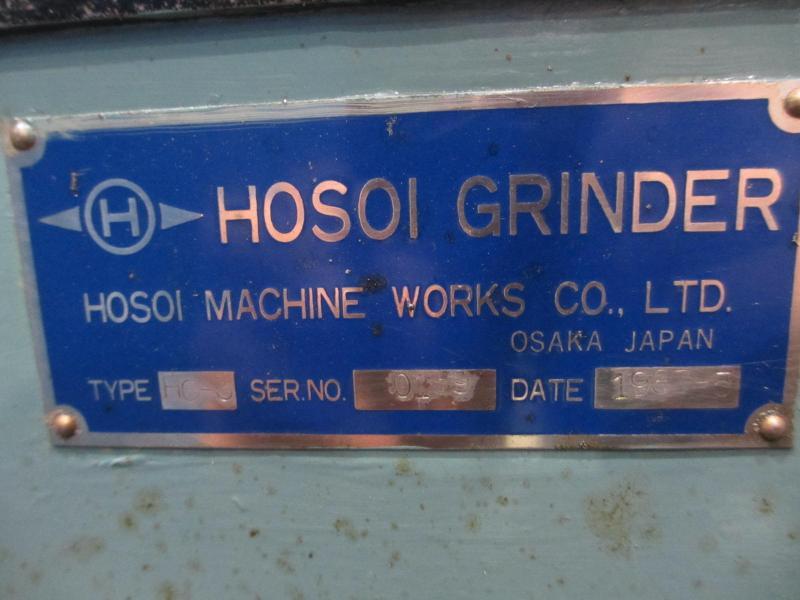 H HOSOI GRINDER
HOSOI MACHINE WORKS CO., LTD.
OSAKA JAPAN
TYPE SER.NO. DATE